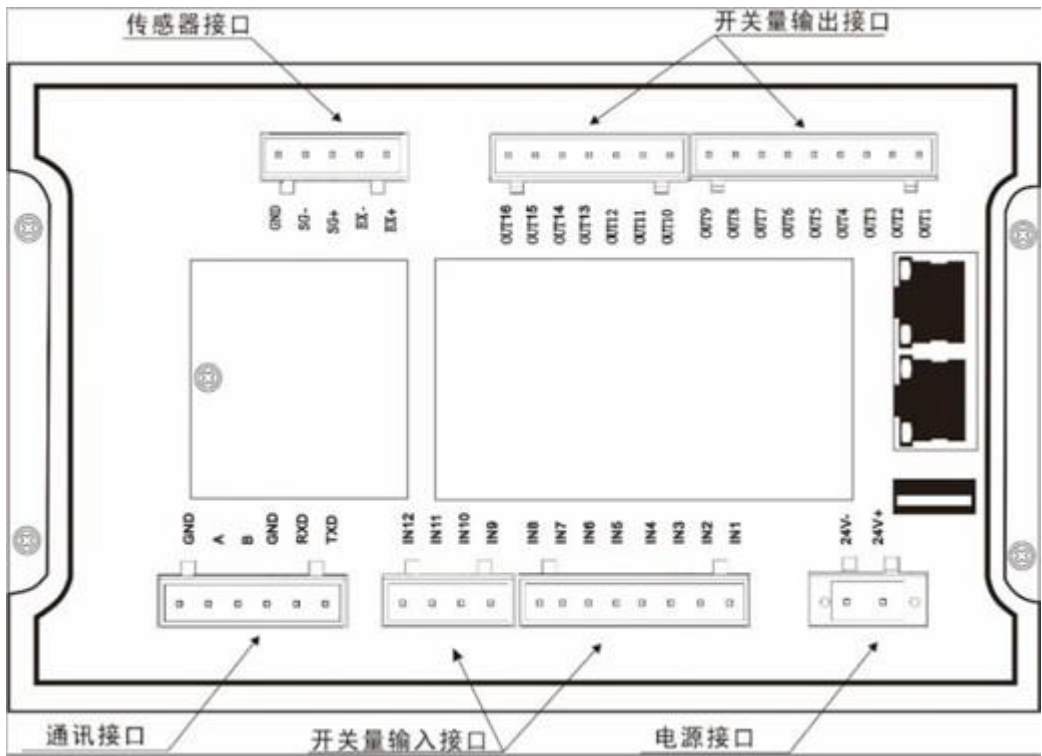 传感器接口
开关量输出接口
GND SG- SG+ EX- EX+
OUT16 OUT15 OUT14 OUT13 OUT12 OUT11 OUT10 OUT9 OUT8 OUT7 OUT6 OUT5 OUT4 OUT3 OUT2 OUT1
GND A B GND RXD TXD
IN12 IN11 IN10 IN9 IN8 IN7 IN6 IN5 IN4 IN3 IN2 IN1
24V- 24V+
通讯接口
开关量输入接口
电源接口